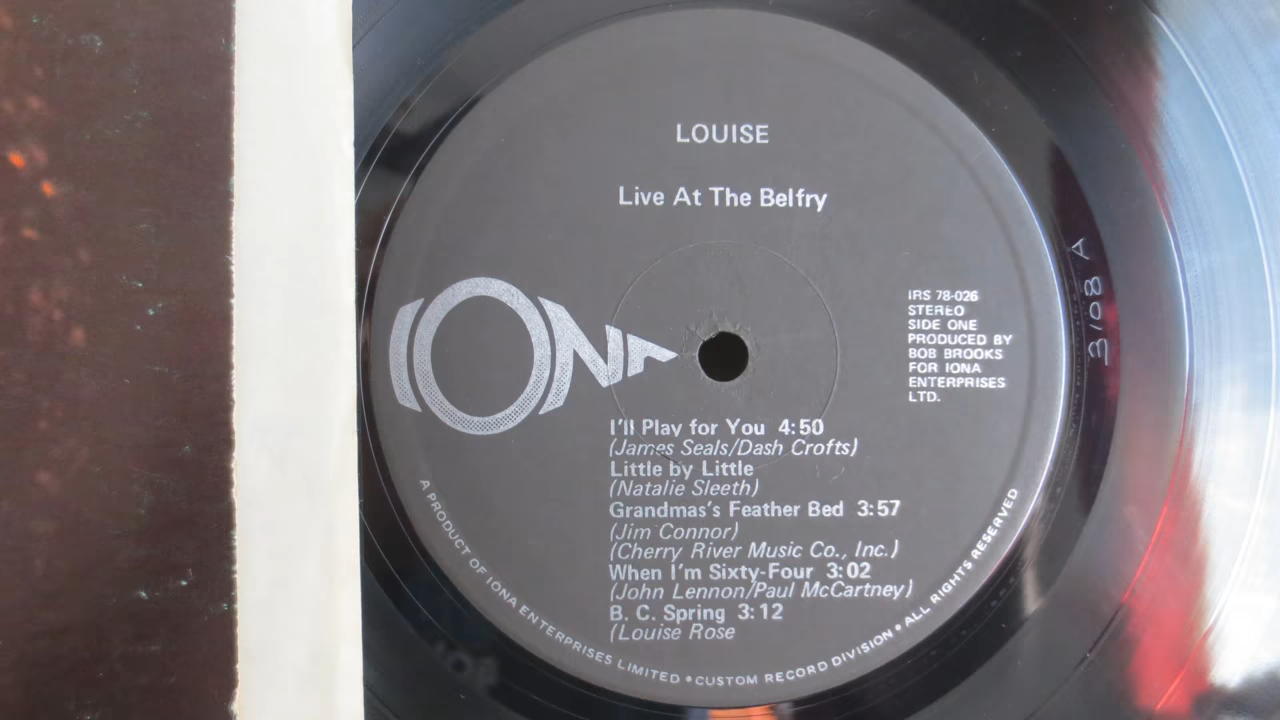 LOUISE
Live At The Belfry
IONA
IRS 78-026
STEREO
SIDE ONE
PRODUCED BY
BOB BROOKS
FOR IONA
ENTERPRISES
LTD.
I'll Play for You 4:50
(James Seals/Dash Crofts)
Little by Little
(Natalie Sleeth)
Grandmas's Feather Bed 3:57
(Jim Connor)
(Cherry River Music Co., Inc.)
When I'm Sixty-Four 3:02
(John Lennon/Paul McCartney)
B. C. Spring 3:12
(Louise Rose
A PRODUCT OF IONA ENTERPRISES LIMITED • CUSTOM RECORD DIVISION • ALL RIGHTS RESERVED
3108 A